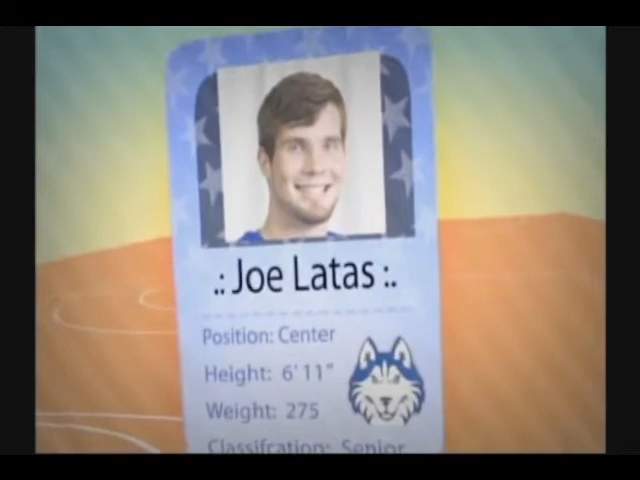 .: Joe Latas :.
Position: Center
Height: 6'11"
Weight: 275
Classifcation: Senior